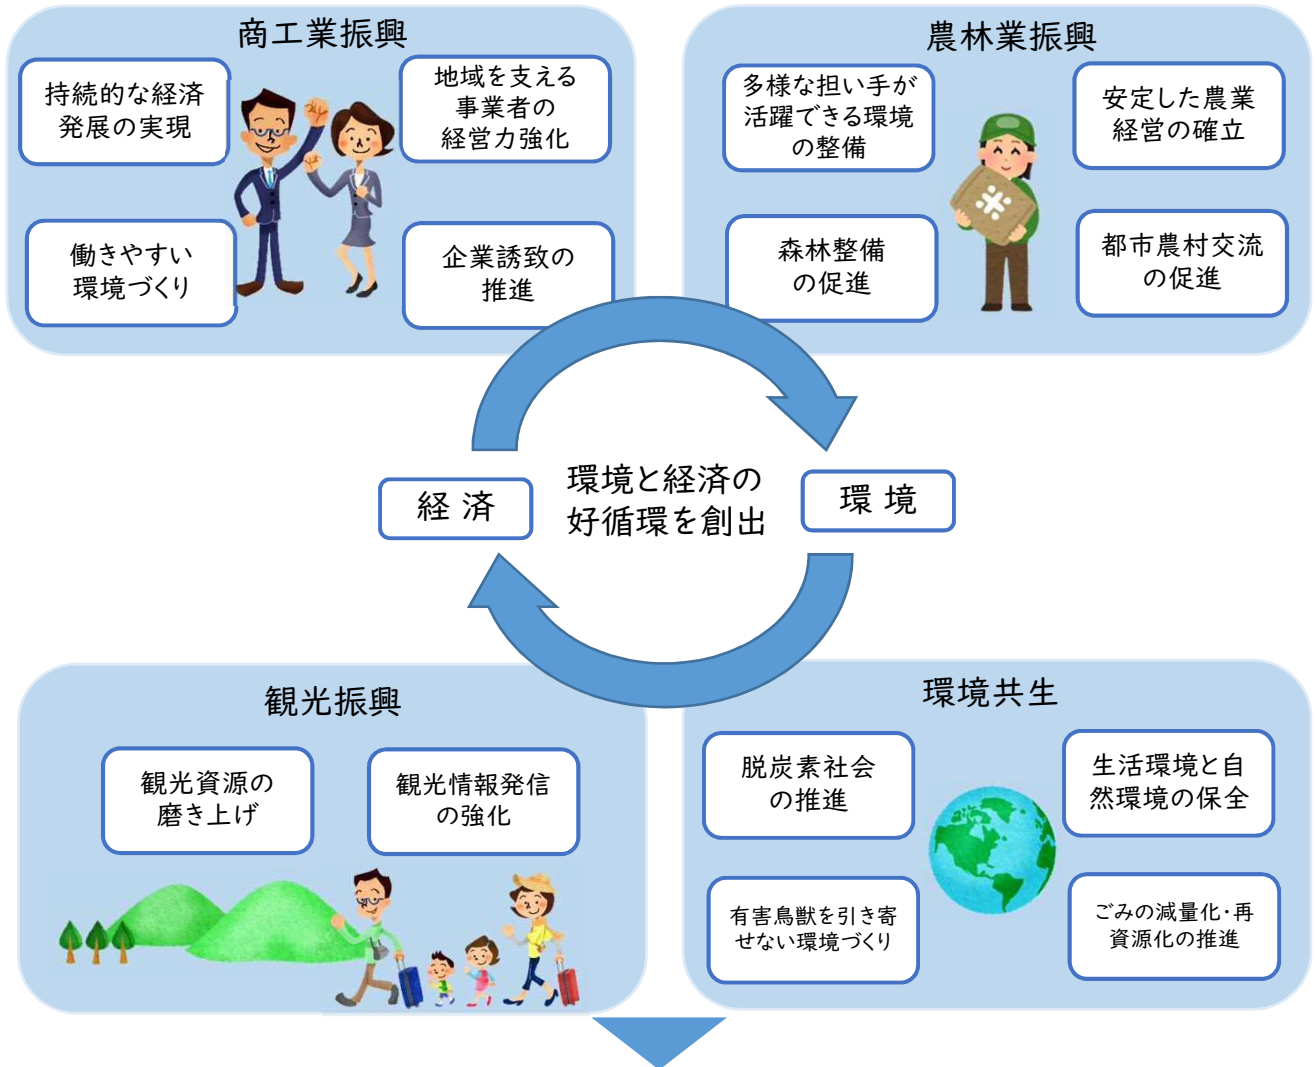 商工業振興
持続的な経済
発展の実現
地域を支える
事業者の
経営力強化
働きやすい
環境づくり
企業誘致の
推進
農林業振興
多様な担い手が
活躍できる環境
の整備
安定した農業
経営の確立
森林整備
の促進
都市農村交流
の促進
米
経済
環境と経済の
好循環を創出
環境
観光振興
観光資源の
磨き上げ
観光情報発信
の強化
環境共生
脱炭素社会
の推進
生活環境と自
然環境の保全
有害鳥獣を引き寄
せない環境づくり
ごみの減量化・再
資源化の推進